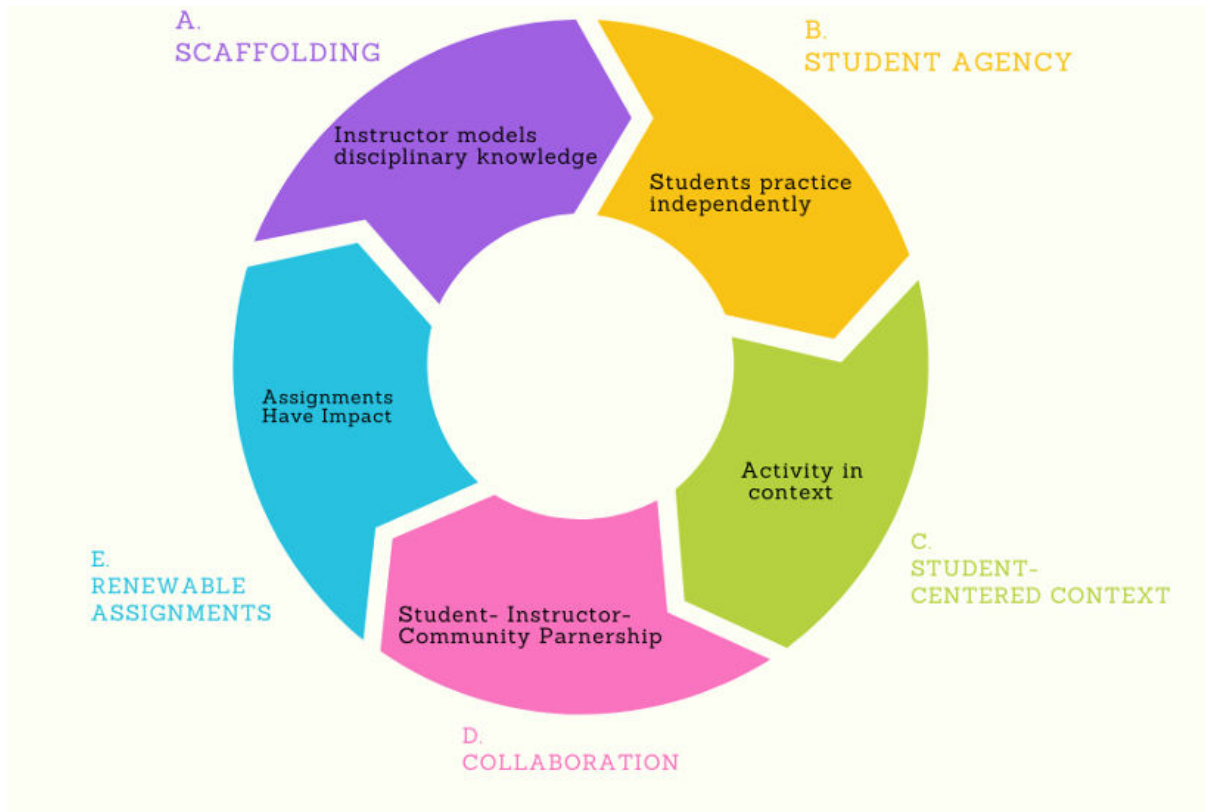 A.
SCAFFOLDING
Instructor models
disciplinary knowledge
B.
STUDENT AGENCY
Students practice
independently
Activity in
context
C.
STUDENT-
CENTERED CONTEXT
Student- Instructor-
Community Parnership
D.
COLLABORATION
Assignments
Have Impact
E.
RENEWABLE
ASSIGNMENTS